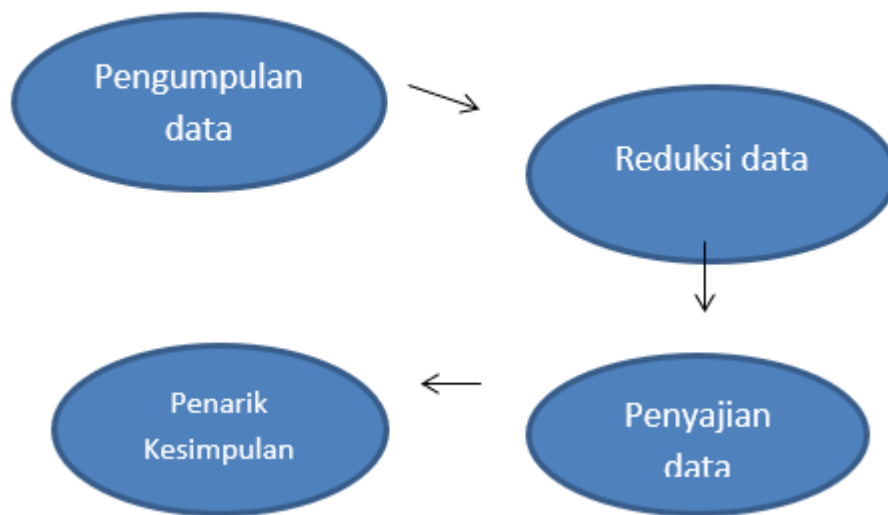 Pengumpulan
data
Reduksi data
Penarik
Kesimpulan
Penyajian
data